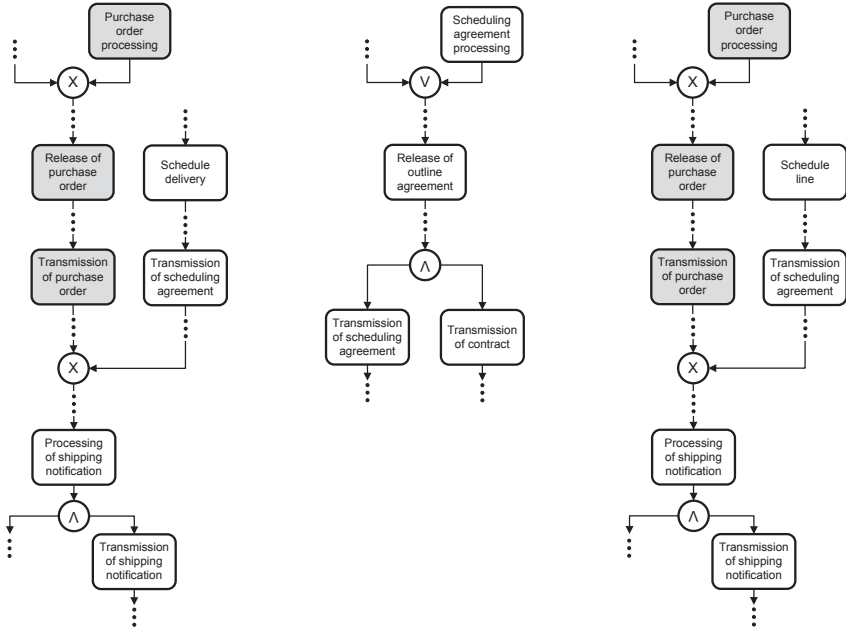 Purchase
order
processing
X
Release of
purchase
order
Schedule
delivery
Transmission
of purchase
order
Transmission
of scheduling
agreement
X
Processing
of shipping
notification
Λ
Transmission
of shipping
notification
Scheduling
agreement
processing
V
Release of
outline
agreement
Λ
Transmission
of scheduling
agreement
Transmission
of contract
Purchase
order
processing
X
Release of
purchase
order
Schedule
line
Transmission
of purchase
order
Transmission
of scheduling
agreement
X
Processing
of shipping
notification
Λ
Transmission
of shipping
notification